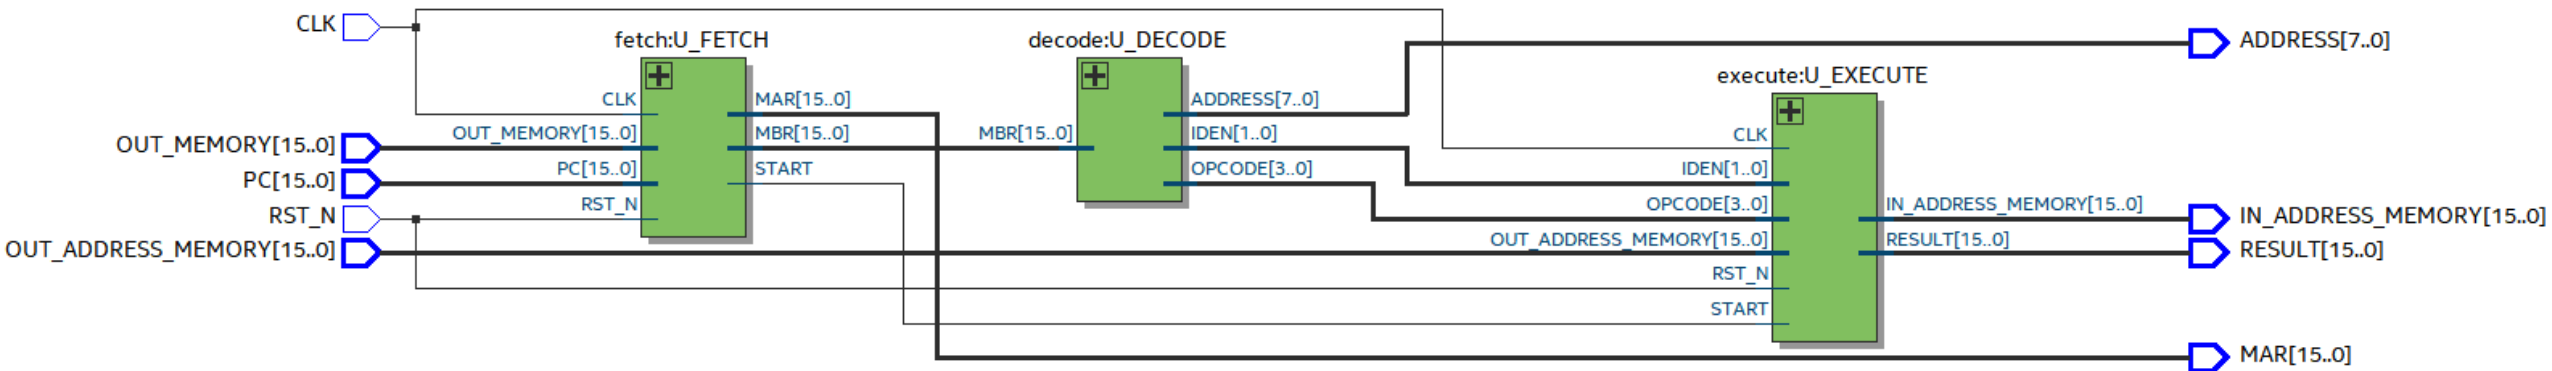 CLK
OUT_MEMORY[15..0]
PC[15..0]
RST_N
OUT_ADDRESS_MEMORY[15..0]
fetch:U_FETCH
CLK
OUT_MEMORY[15..0]
PC[15..0]
RST_N
MAR[15..0]
MBR[15..0]
START
decode:U_DECODE
MBR[15..0]
ADDRESS[7..0]
IDEN[1..0]
OPCODE[3..0]
execute:U_EXECUTE
CLK
IDEN[1..0]
OPCODE[3..0]
OUT_ADDRESS_MEMORY[15..0]
RST_N
START
IN_ADDRESS_MEMORY[15..0]
RESULT[15..0]
ADDRESS[7..0]
IN_ADDRESS_MEMORY[15..0]
RESULT[15..0]
MAR[15..0]